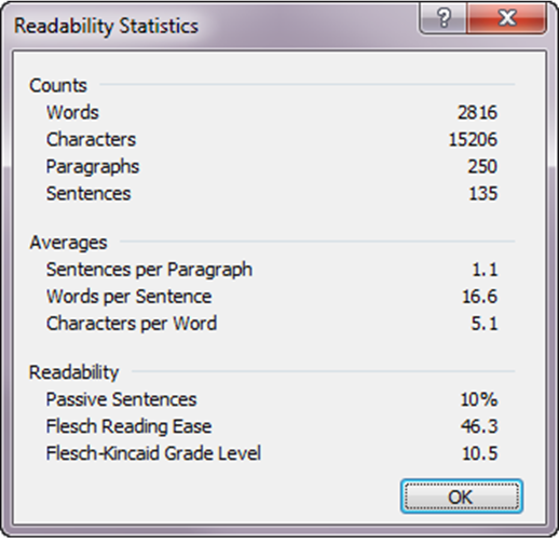 Readability Statistics
?
Counts
Words 2816
Characters 15206
Paragraphs 250
Sentences 135
Averages
Sentences per Paragraph 1.1
Words per Sentence 16.6
Characters per Word 5.1
Readability
Passive Sentences 10%
Flesch Reading Ease 46.3
Flesch-Kincaid Grade Level 10.5
OK